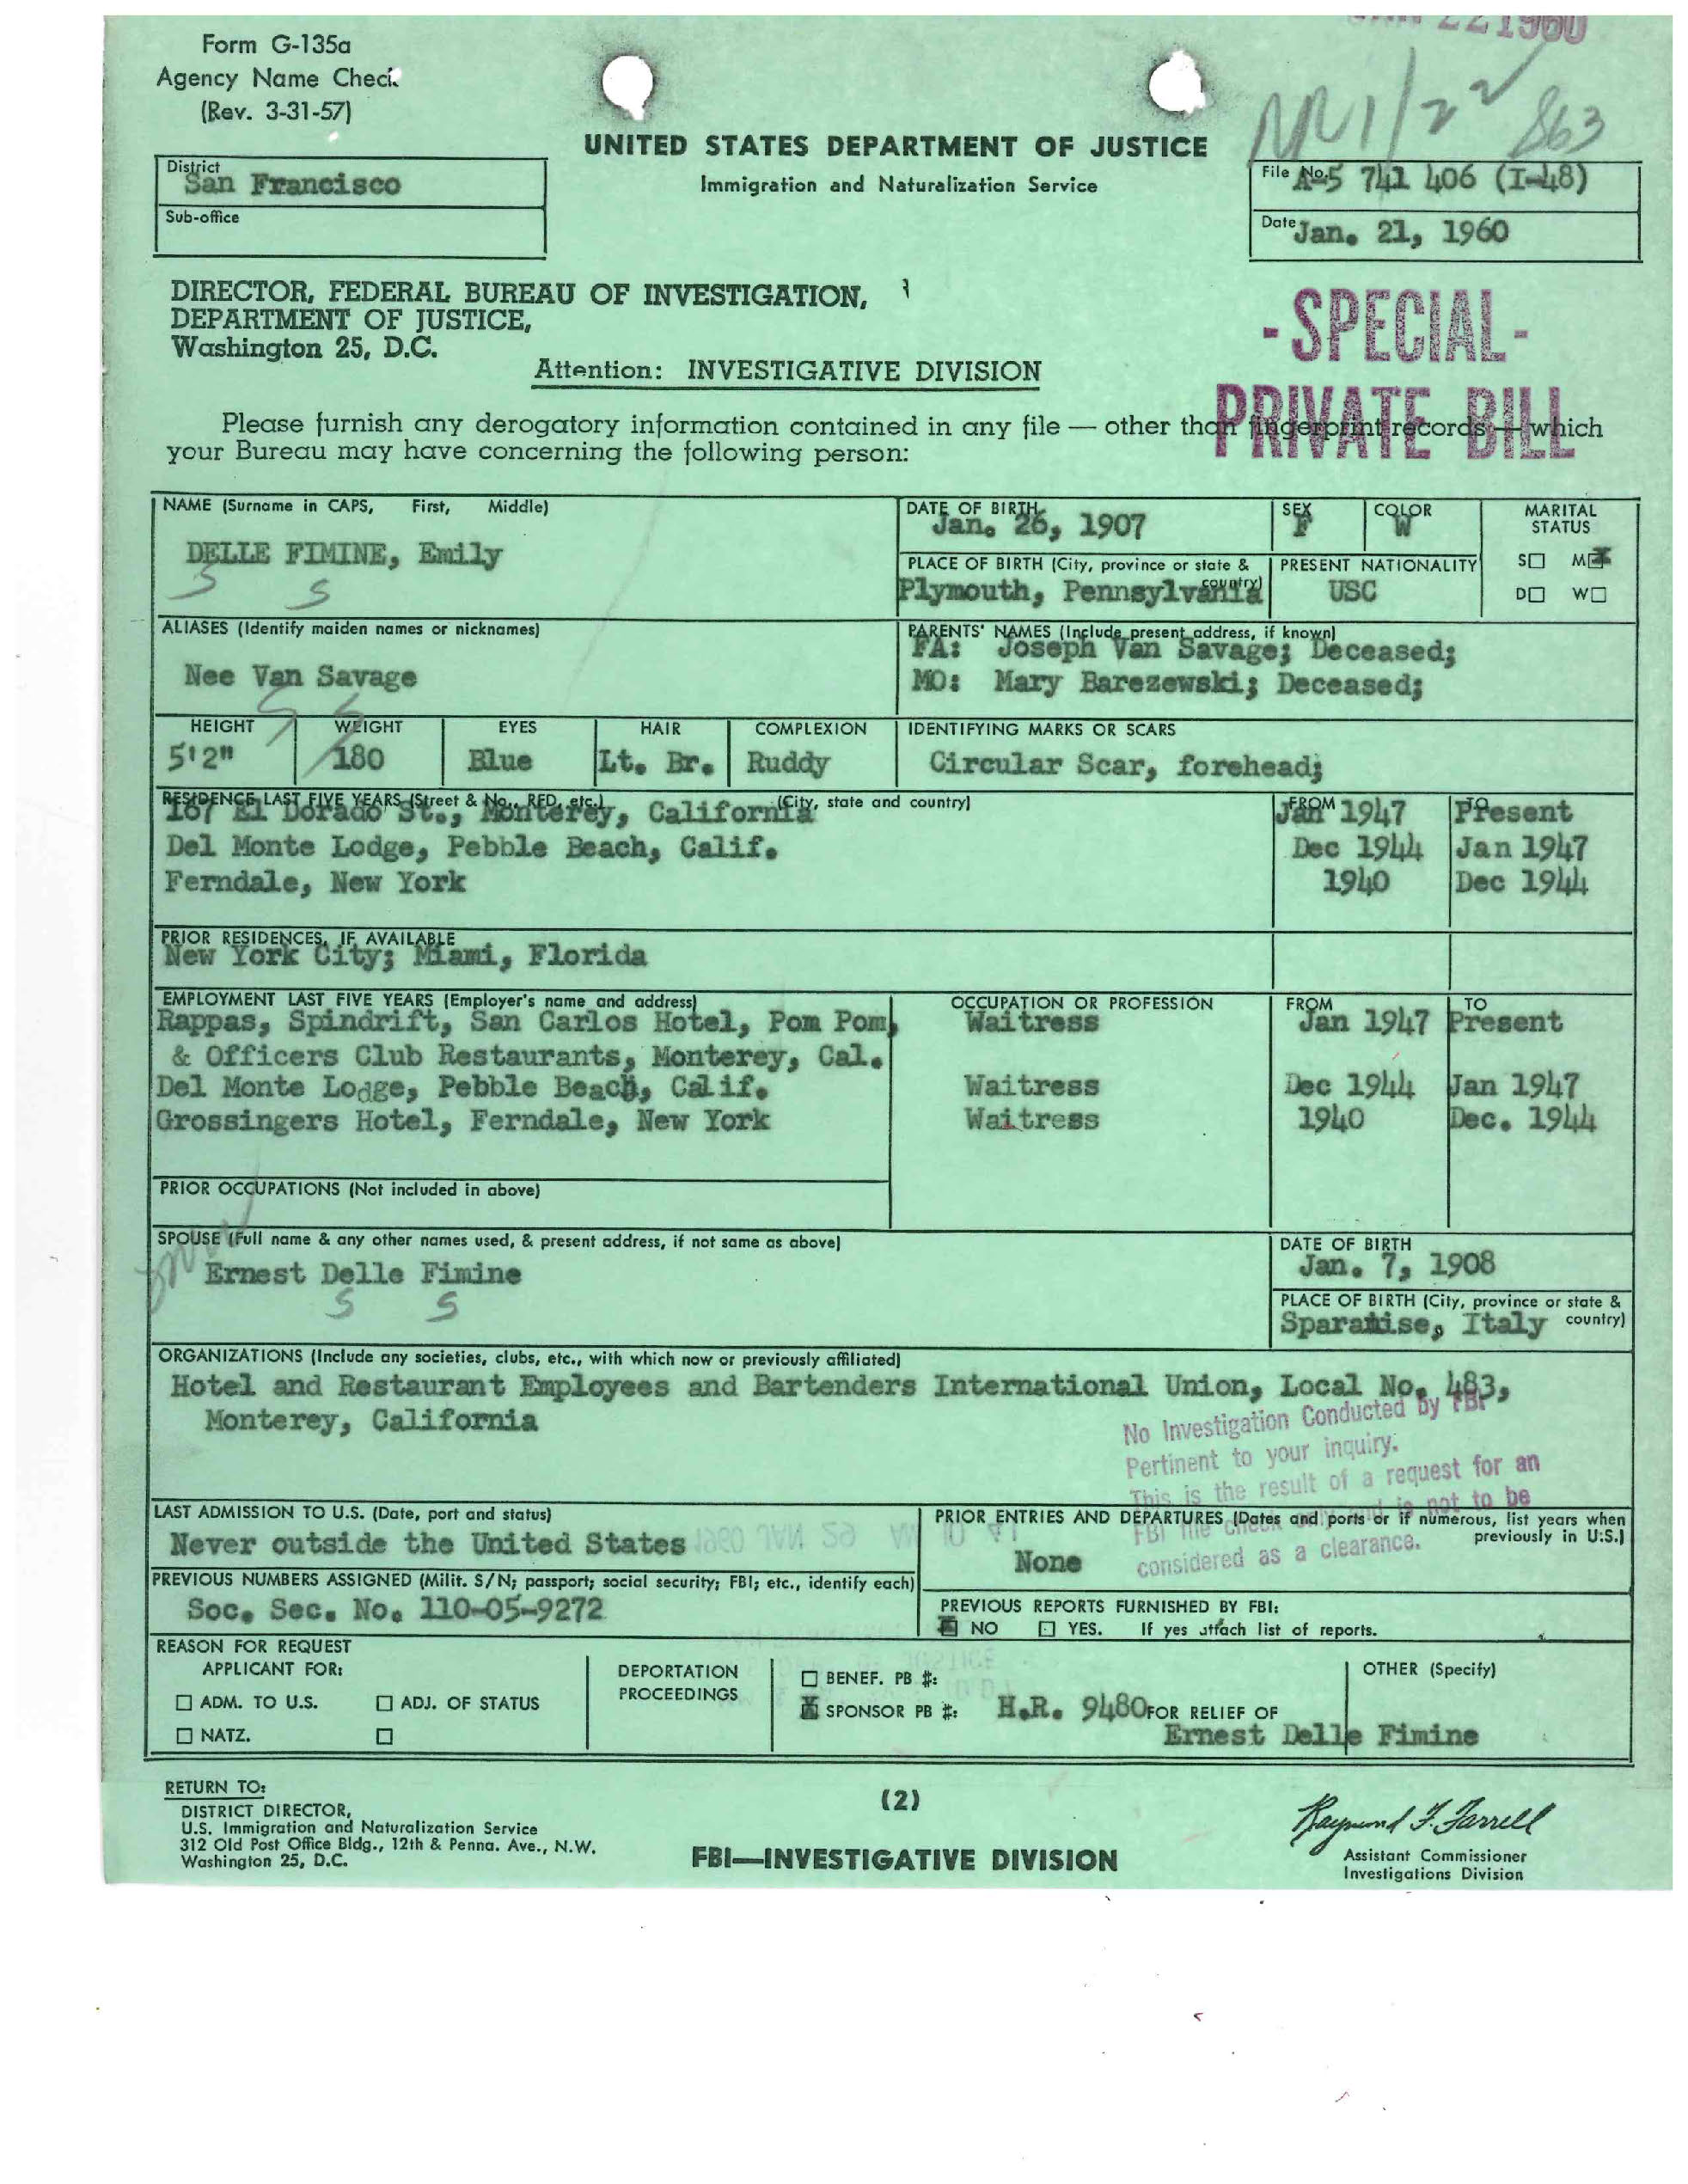 Form G-135a
Agency Name Check
(Rev. 3-31-57)
22 1960
1/22
863
UNITED STATES DEPARTMENT OF JUSTICE
Immigration and Naturalization Service
District
San Francisco
Sub-office
File No. A-5 741 406 (I-48)
Date Jan. 21, 1960
DIRECTOR, FEDERAL BUREAU OF INVESTIGATION,
DEPARTMENT OF JUSTICE,
Washington 25, D.C.
Attention: INVESTIGATIVE DIVISION
- SPECIAL -
PRIVATE BILL
Please furnish any derogatory information contained in any file — other than fingerprint records — which
your Bureau may have concerning the following person:
NAME (Surname in CAPS, First, Middle)
DELLE FIMINE, Emily
S S
DATE OF BIRTH
Jan. 26, 1907
SEX
F
COLOR
W
MARITAL
STATUS
S M
D W
PLACE OF BIRTH (City, province or state & country)
Plymouth, Pennsylvania
PRESENT NATIONALITY
USC
ALIASES (Identify maiden names or nicknames)
Nee Van Savage
S S
PARENTS' NAMES (Include present address, if known)
FA: Joseph Van Savage; Deceased;
MO: Mary Barezewski; Deceased;
HEIGHT WEIGHT EYES HAIR COMPLEXION IDENTIFYING MARKS OR SCARS
5'2" 180 Blue Lt. Br. Ruddy Circular Scar, forehead;
RESIDENCE LAST FIVE YEARS (Street & No., RFD, etc.) (City, state and country) FROM TO
167 El Dorado St., Monterey, California Jan 1947 Present
Del Monte Lodge, Pebble Beach, Calif. Dec 1944 Jan 1947
Ferndale, New York 1940 Dec 1944
PRIOR RESIDENCES, IF AVAILABLE
New York City; Miami, Florida
EMPLOYMENT LAST FIVE YEARS (Employer's name and address) OCCUPATION OR PROFESSION FROM TO
Rappas, Spindrift, San Carlos Hotel, Pom Pom, Waitress Jan 1947 Present
& Officers Club Restaurants, Monterey, Cal.
Del Monte Lodge, Pebble Beach, Calif. Waitress Dec 1944 Jan 1947
Grossingers Hotel, Ferndale, New York Waitress 1940 Dec. 1944
PRIOR OCCUPATIONS (Not included in above)
SPOUSE (Full name & any other names used, & present address, if not same as above)
Ernest Delle Fimine
S S
DATE OF BIRTH
Jan. 7, 1908
PLACE OF BIRTH (City, province or state & country)
Sparanise, Italy
ORGANIZATIONS (Include any societies, clubs, etc., with which now or previously affiliated)
Hotel and Restaurant Employees and Bartenders International Union, Local No. 483,
Monterey, California
No Investigation Conducted by FBI
Pertinent to your inquiry.
This is the result of a request for an
FBI file check only and is not to be
considered as a clearance.
LAST ADMISSION TO U.S. (Date, port and status)
Never outside the United States
PRIOR ENTRIES AND DEPARTURES (Dates and ports or if numerous, list years when
previously in U.S.)
None
1960 JAN 29
PREVIOUS NUMBERS ASSIGNED (Milit. S/N; passport; social security; FBI; etc., identify each)
Soc. Sec. No. 110-05-9272
PREVIOUS REPORTS FURNISHED BY FBI:
NO YES. If yes attach list of reports.
REASON FOR REQUEST
APPLICANT FOR:
ADM. TO U.S. ADJ. OF STATUS
NATZ.
DEPORTATION
PROCEEDINGS
BENEF. PB #:
SPONSOR PB #: H.R. 9480 FOR RELIEF OF
Ernest Delle Fimine
OTHER (Specify)
RETURN TO:
DISTRICT DIRECTOR,
U.S. Immigration and Naturalization Service
312 Old Post Office Bldg., 12th & Penna. Ave., N.W.
Washington 25, D.C.
(2)
FBI—INVESTIGATIVE DIVISION
Raymond F. Farrell
Assistant Commissioner
Investigations Division